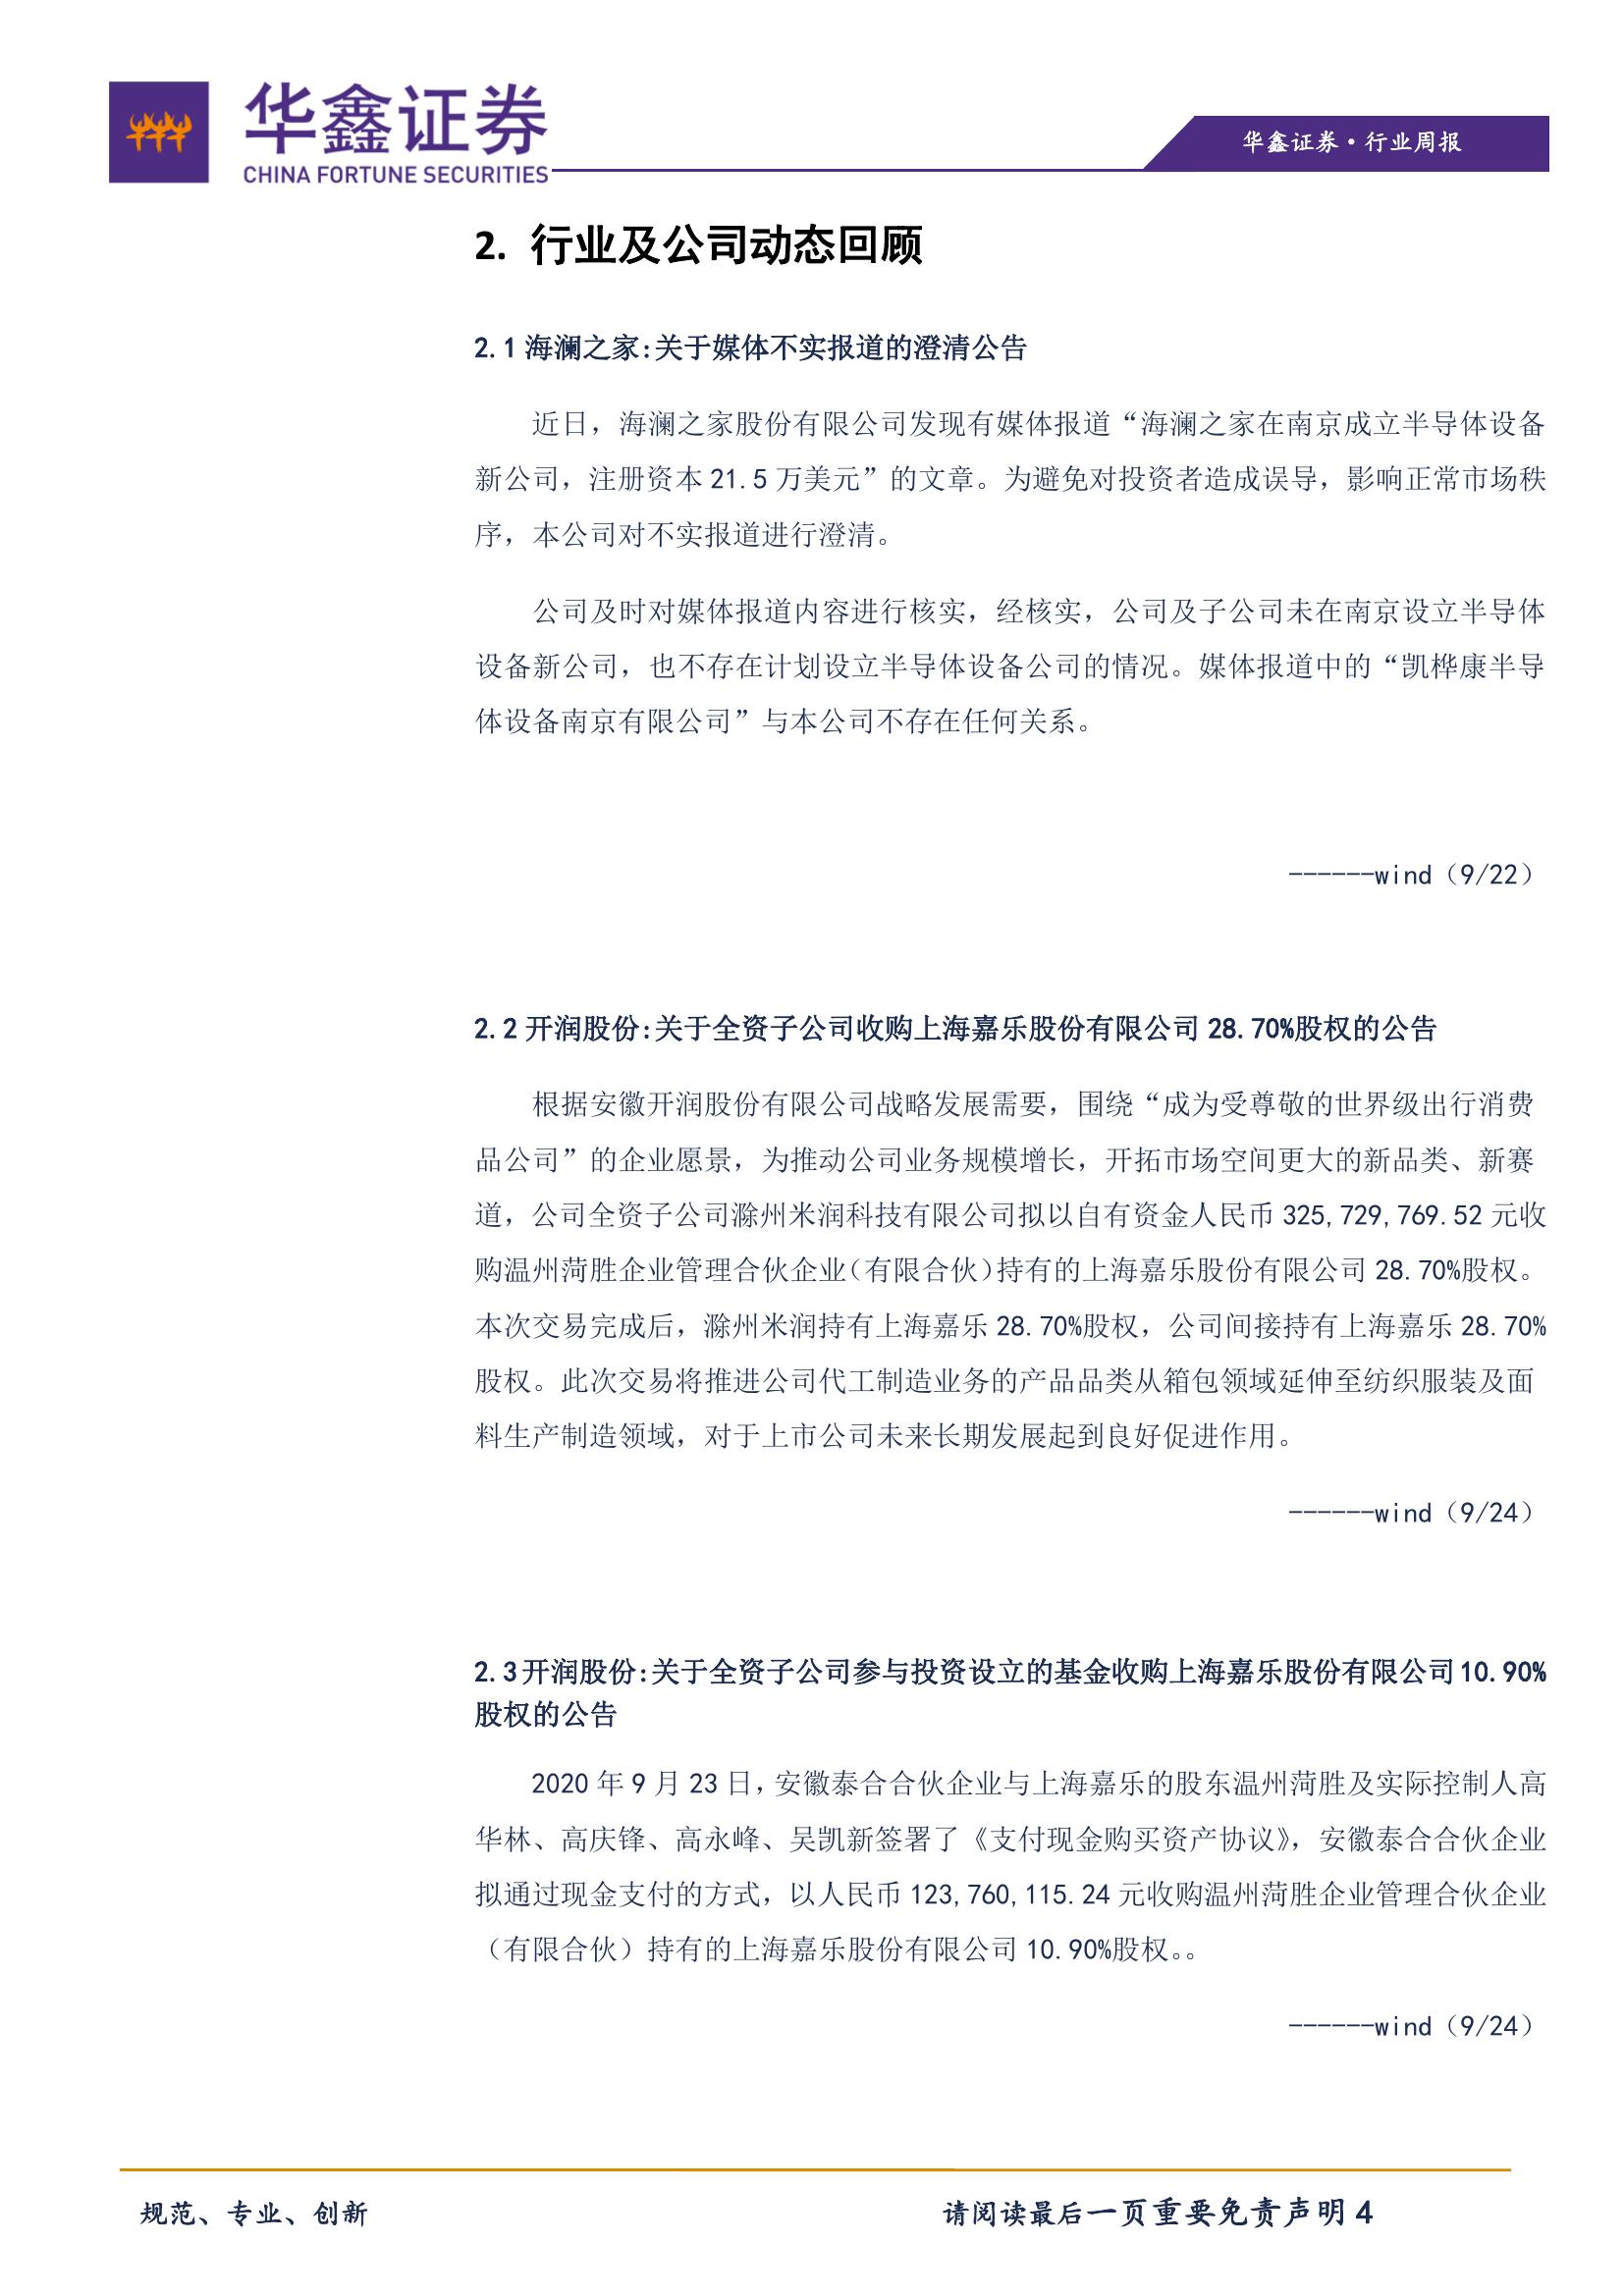 华鑫证券
CHINA FORTUNE SECURITIES
华鑫证券·行业周报
2. 行业及公司动态回顾
2.1 海澜之家:关于媒体不实报道的澄清公告
近日，海澜之家股份有限公司发现有媒体报道“海澜之家在南京成立半导体设备
新公司，注册资本 21.5 万美元”的文章。为避免对投资者造成误导，影响正常市场秩
序，本公司对不实报道进行澄清。
公司及时对媒体报道内容进行核实，经核实，公司及子公司未在南京设立半导体
设备新公司，也不存在计划设立半导体设备公司的情况。媒体报道中的“凯桦康半导
体设备南京有限公司”与本公司不存在任何关系。
------wind（9/22）
2.2 开润股份:关于全资子公司收购上海嘉乐股份有限公司 28.70%股权的公告
根据安徽开润股份有限公司战略发展需要，围绕“成为受尊敬的世界级出行消费
品公司”的企业愿景，为推动公司业务规模增长，开拓市场空间更大的新品类、新赛
道，公司全资子公司滁州米润科技有限公司拟以自有资金人民币 325,729,769.52 元收
购温州菏胜企业管理合伙企业(有限合伙)持有的上海嘉乐股份有限公司 28.70%股权。
本次交易完成后，滁州米润持有上海嘉乐 28.70%股权，公司间接持有上海嘉乐 28.70%
股权。此次交易将推进公司代工制造业务的产品品类从箱包领域延伸至纺织服装及面
料生产制造领域，对于上市公司未来长期发展起到良好促进作用。
------wind（9/24）
2.3 开润股份:关于全资子公司参与投资设立的基金收购上海嘉乐股份有限公司 10.90%
股权的公告
2020 年 9 月 23 日，安徽泰合合伙企业与上海嘉乐的股东温州菏胜及实际控制人高
华林、高庆锋、高永峰、吴凯新签署了《支付现金购买资产协议》，安徽泰合合伙企业
拟通过现金支付的方式，以人民币 123,760,115.24 元收购温州菏胜企业管理合伙企业
（有限合伙）持有的上海嘉乐股份有限公司 10.90%股权。。
------wind（9/24）
规范、专业、创新
请阅读最后一页重要免责声明 4